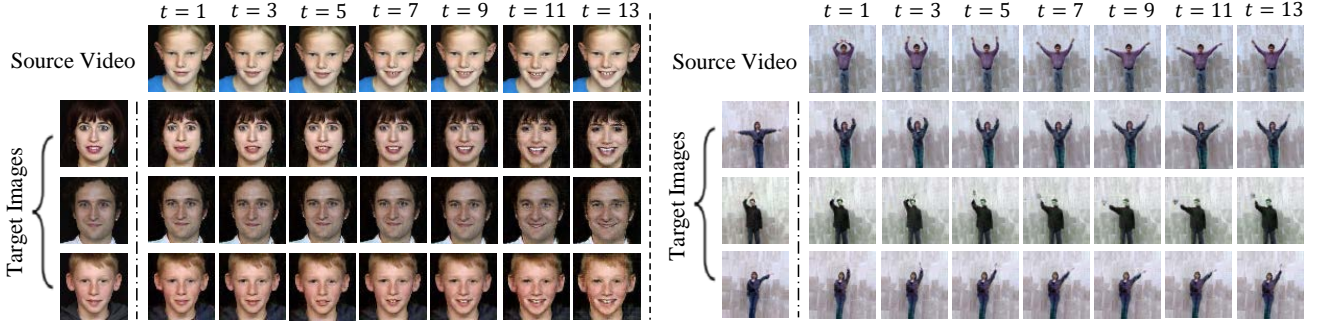 t = 1 t = 3 t = 5 t = 7 t = 9 t = 11 t = 13
Source Video
Target Images
t = 1 t = 3 t = 5 t = 7 t = 9 t = 11 t = 13
Source Video
Target Images